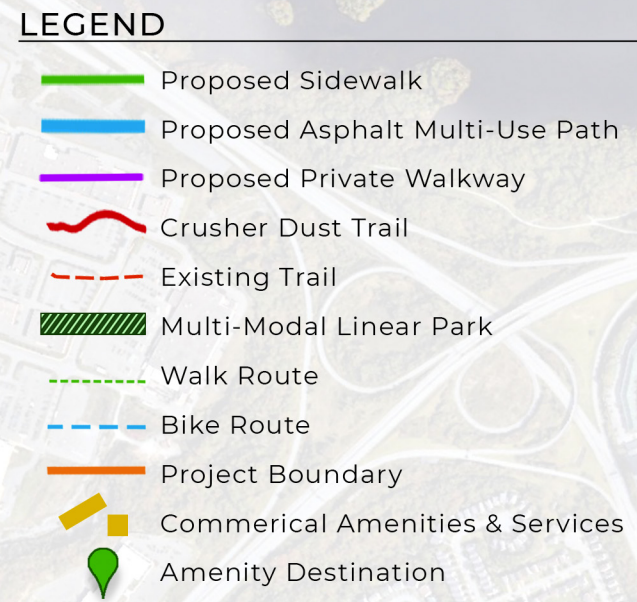 LEGEND
Proposed Sidewalk
Proposed Asphalt Multi-Use Path
Proposed Private Walkway
Crusher Dust Trail
Existing Trail
Multi-Modal Linear Park
Walk Route
Bike Route
Project Boundary
Commerical Amenities & Services
Amenity Destination